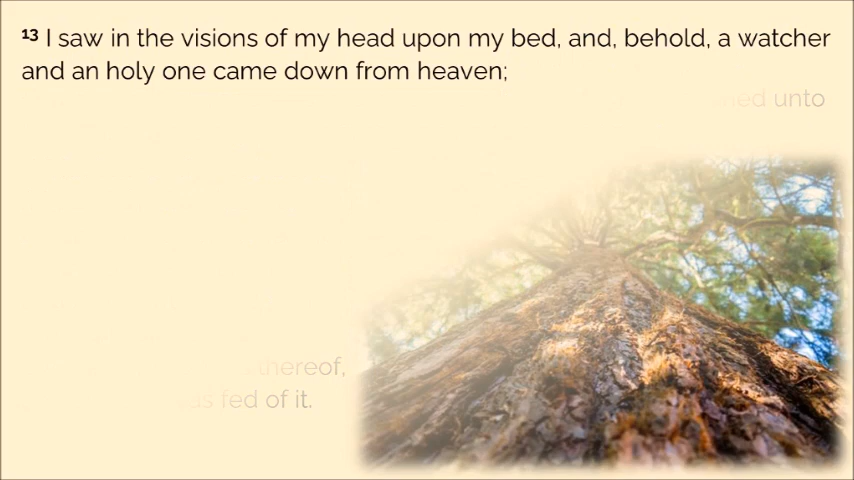 13 I saw in the visions of my head upon my bed, and, behold, a watcher
and an holy one came down from heaven;
unto
thereof,
fed of it.